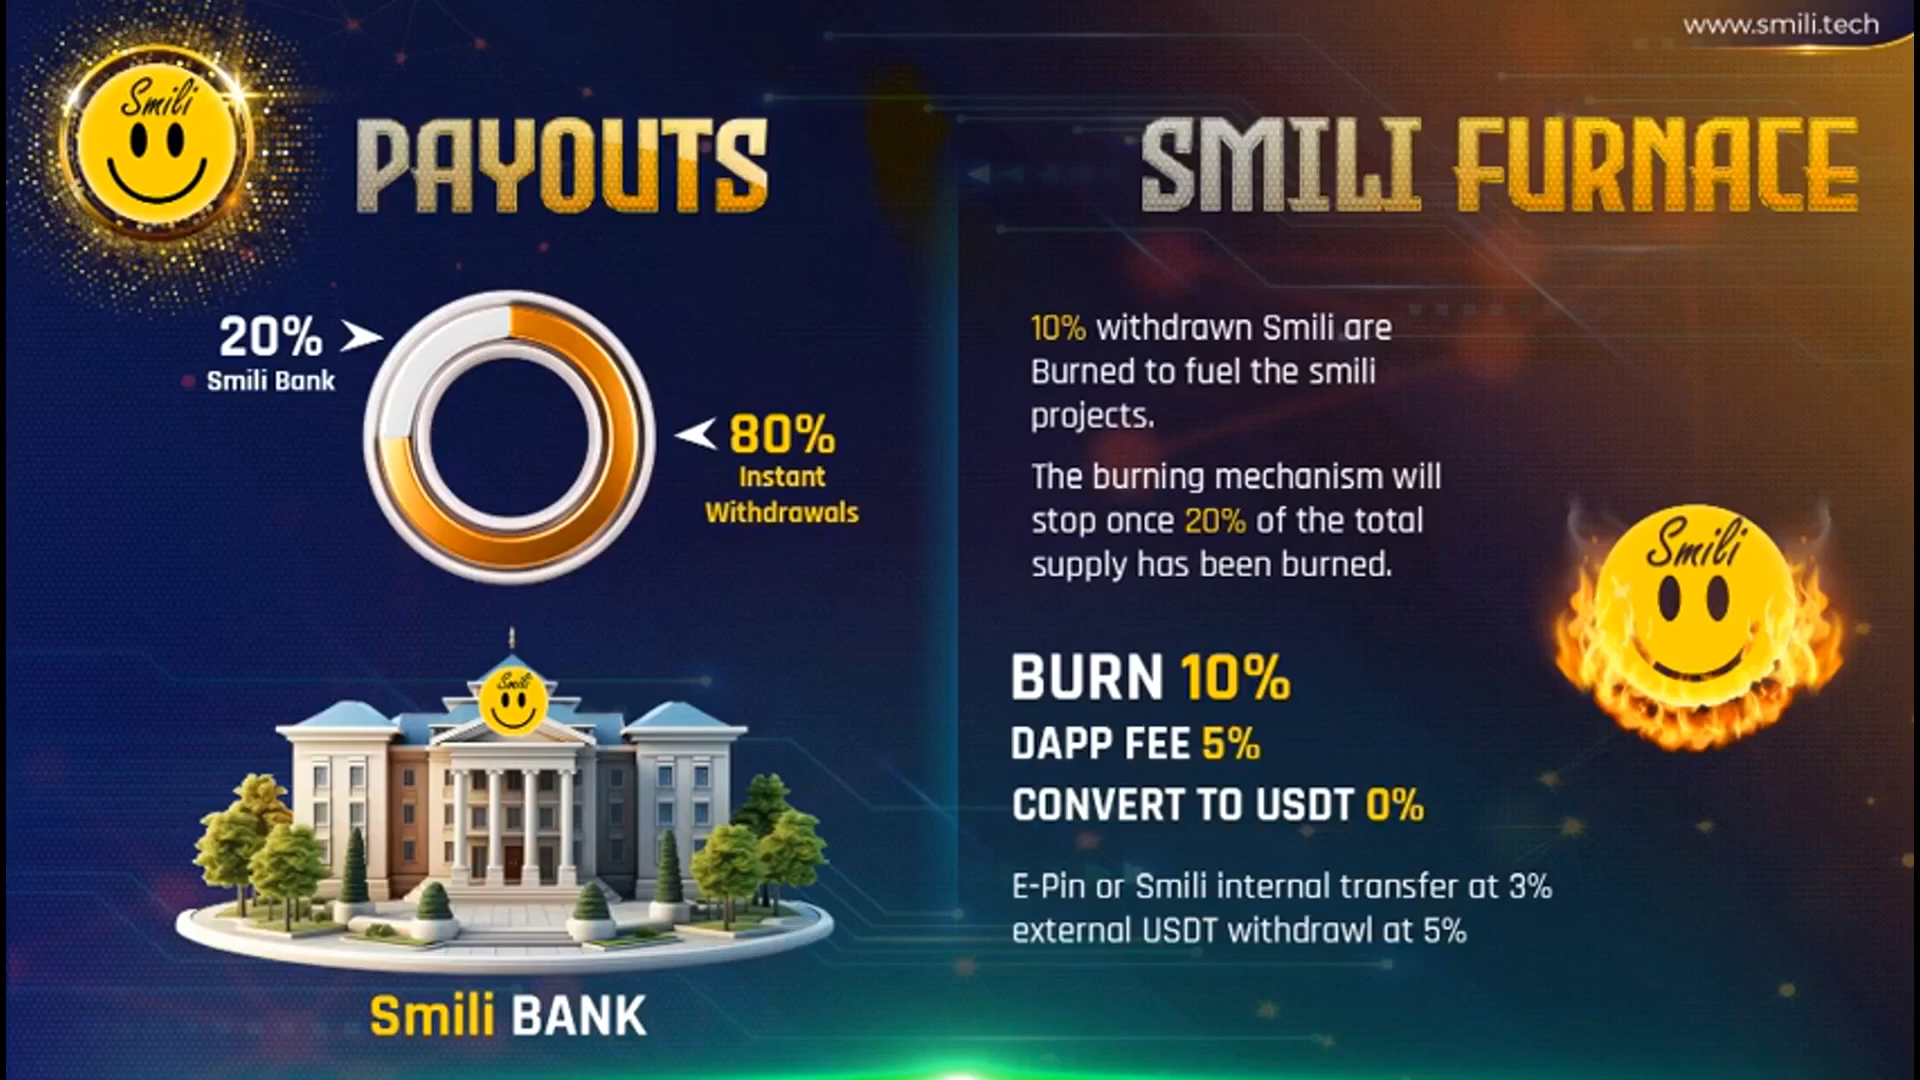 www.smili.tech
Smili
PAYOUTS
20%
Smili Bank
80%
Instant
Withdrawals
Smili
Smili BANK
SMILI FURNACE
10% withdrawn Smili are
Burned to fuel the smili
projects.
The burning mechanism will
stop once 20% of the total
supply has been burned.
Smili
BURN 10%
DAPP FEE 5%
CONVERT TO USDT 0%
E-Pin or Smili internal transfer at 3%
external USDT withdrawl at 5%